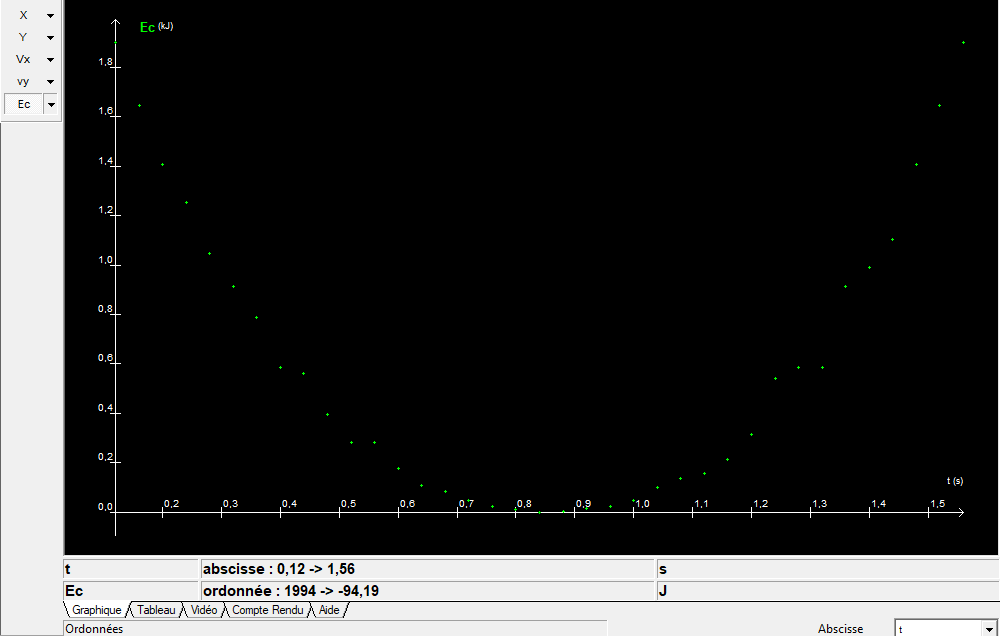 X
Y
Vx
vy
Ec
Ec (kJ)
1,8
1,6
1,4
1,2
1,0
0,8
0,6
0,4
0,2
0,0
0,2 0,3 0,4 0,5 0,6 0,7 0,8 0,9 1,0 1,1 1,2 1,3 1,4 1,5
t (s)
t abscisse : 0,12 -> 1,56 s
Ec ordonnée : 1994 -> -94,19 J
Graphique Tableau Vidéo Compte Rendu Aide
Ordonnées Abscisse t